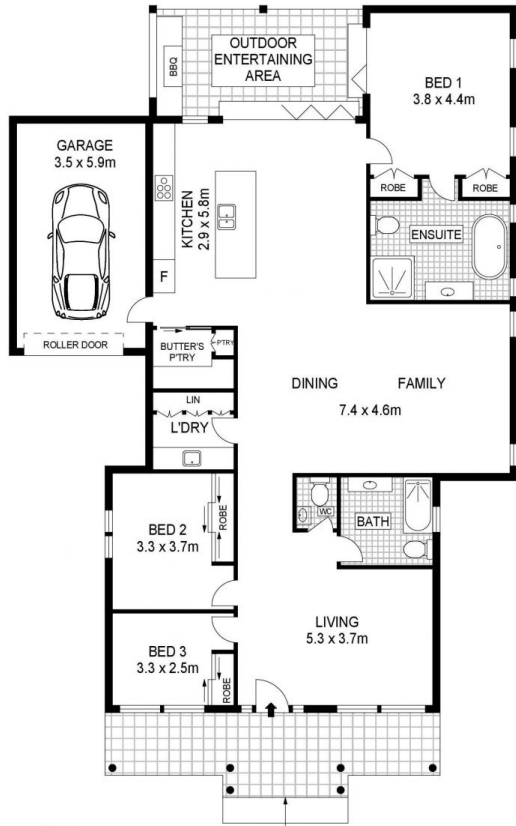 OUTDOOR
ENTERTAINING
AREA
BBQ
BED 1
3.8 x 4.4m
GARAGE
3.5 x 5.9m
KITCHEN
2.9 x 5.8m
ROBE
ROBE
ENSUITE
F
ROLLER DOOR
BUTTER'S
P'TRY
P'TRY
DINING
FAMILY
7.4 x 4.6m
LIN
L'DRY
BED 2
3.3 x 3.7m
ROBE
WC
BATH
LIVING
5.3 x 3.7m
BED 3
3.3 x 2.5m
ROBE